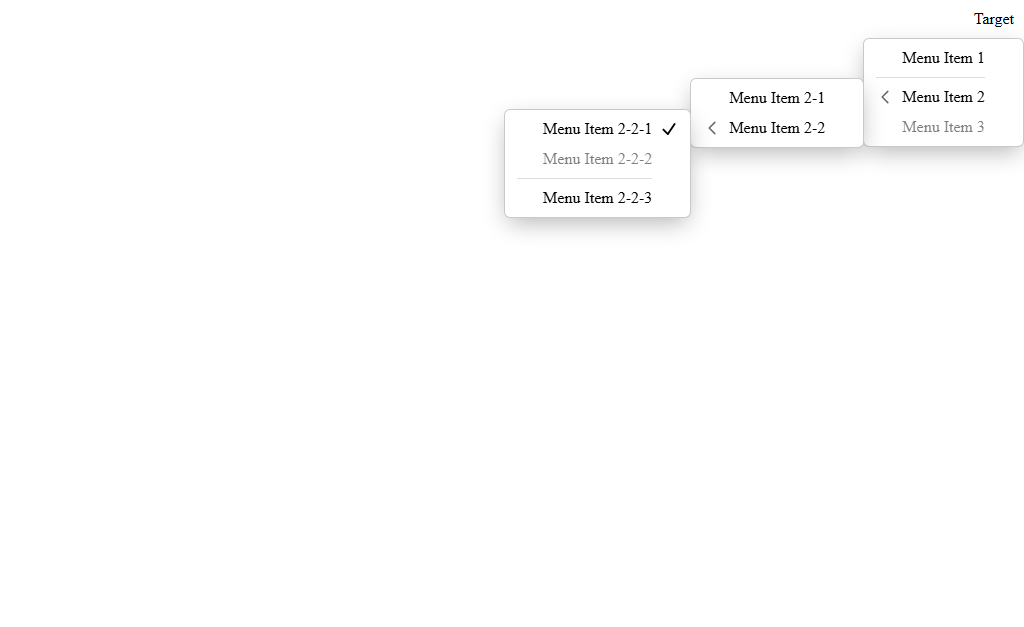 Target
Menu Item 1
Menu Item 2
Menu Item 3
Menu Item 2-1
Menu Item 2-2
Menu Item 2-2-1
Menu Item 2-2-2
Menu Item 2-2-3